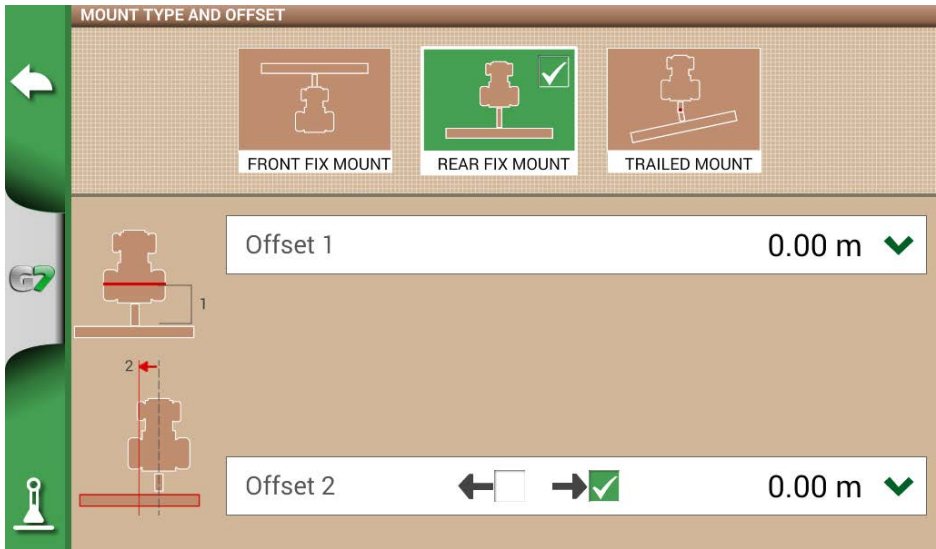 MOUNT TYPE AND OFFSET
FRONT FIX MOUNT
REAR FIX MOUNT
TRAILED MOUNT
Offset 1 0.00 m
1
G7
2
Offset 2 0.00 m